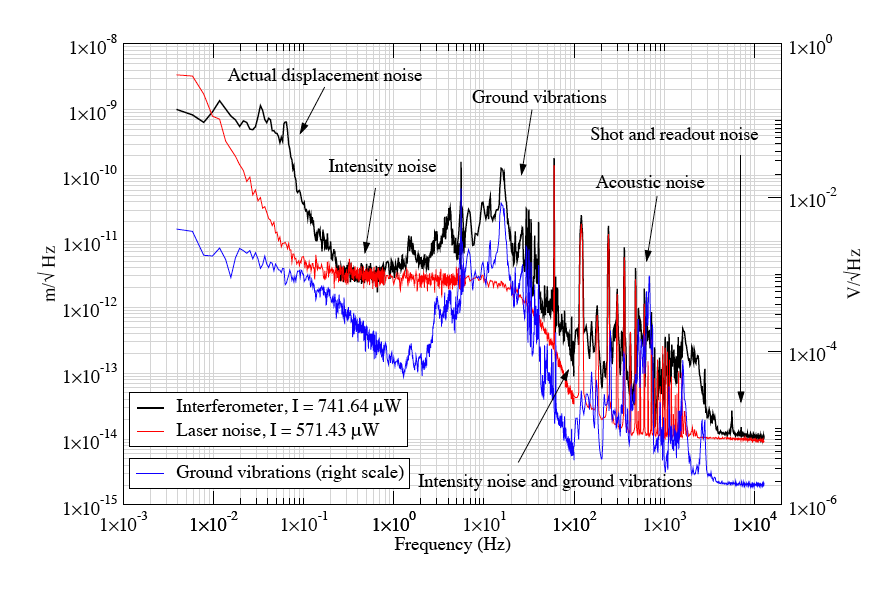 1×10⁻⁸
1×10⁻⁹
1×10⁻¹⁰
1×10⁻¹¹
1×10⁻¹²
1×10⁻¹³
1×10⁻¹⁴
1×10⁻¹⁵
m/√ Hz
1×10⁰
1×10⁻²
1×10⁻⁴
1×10⁻⁶
V/√Hz
Actual displacement noise
Ground vibrations
Shot and readout noise
Intensity noise
Acoustic noise
Interferometer, I = 741.64 μW
Laser noise, I = 571.43 μW
Ground vibrations (right scale)
Intensity noise and ground vibrations
1×10⁻³
1×10⁻²
1×10⁻¹
1×10⁰
1×10¹
1×10²
1×10³
1×10⁴
Frequency (Hz)